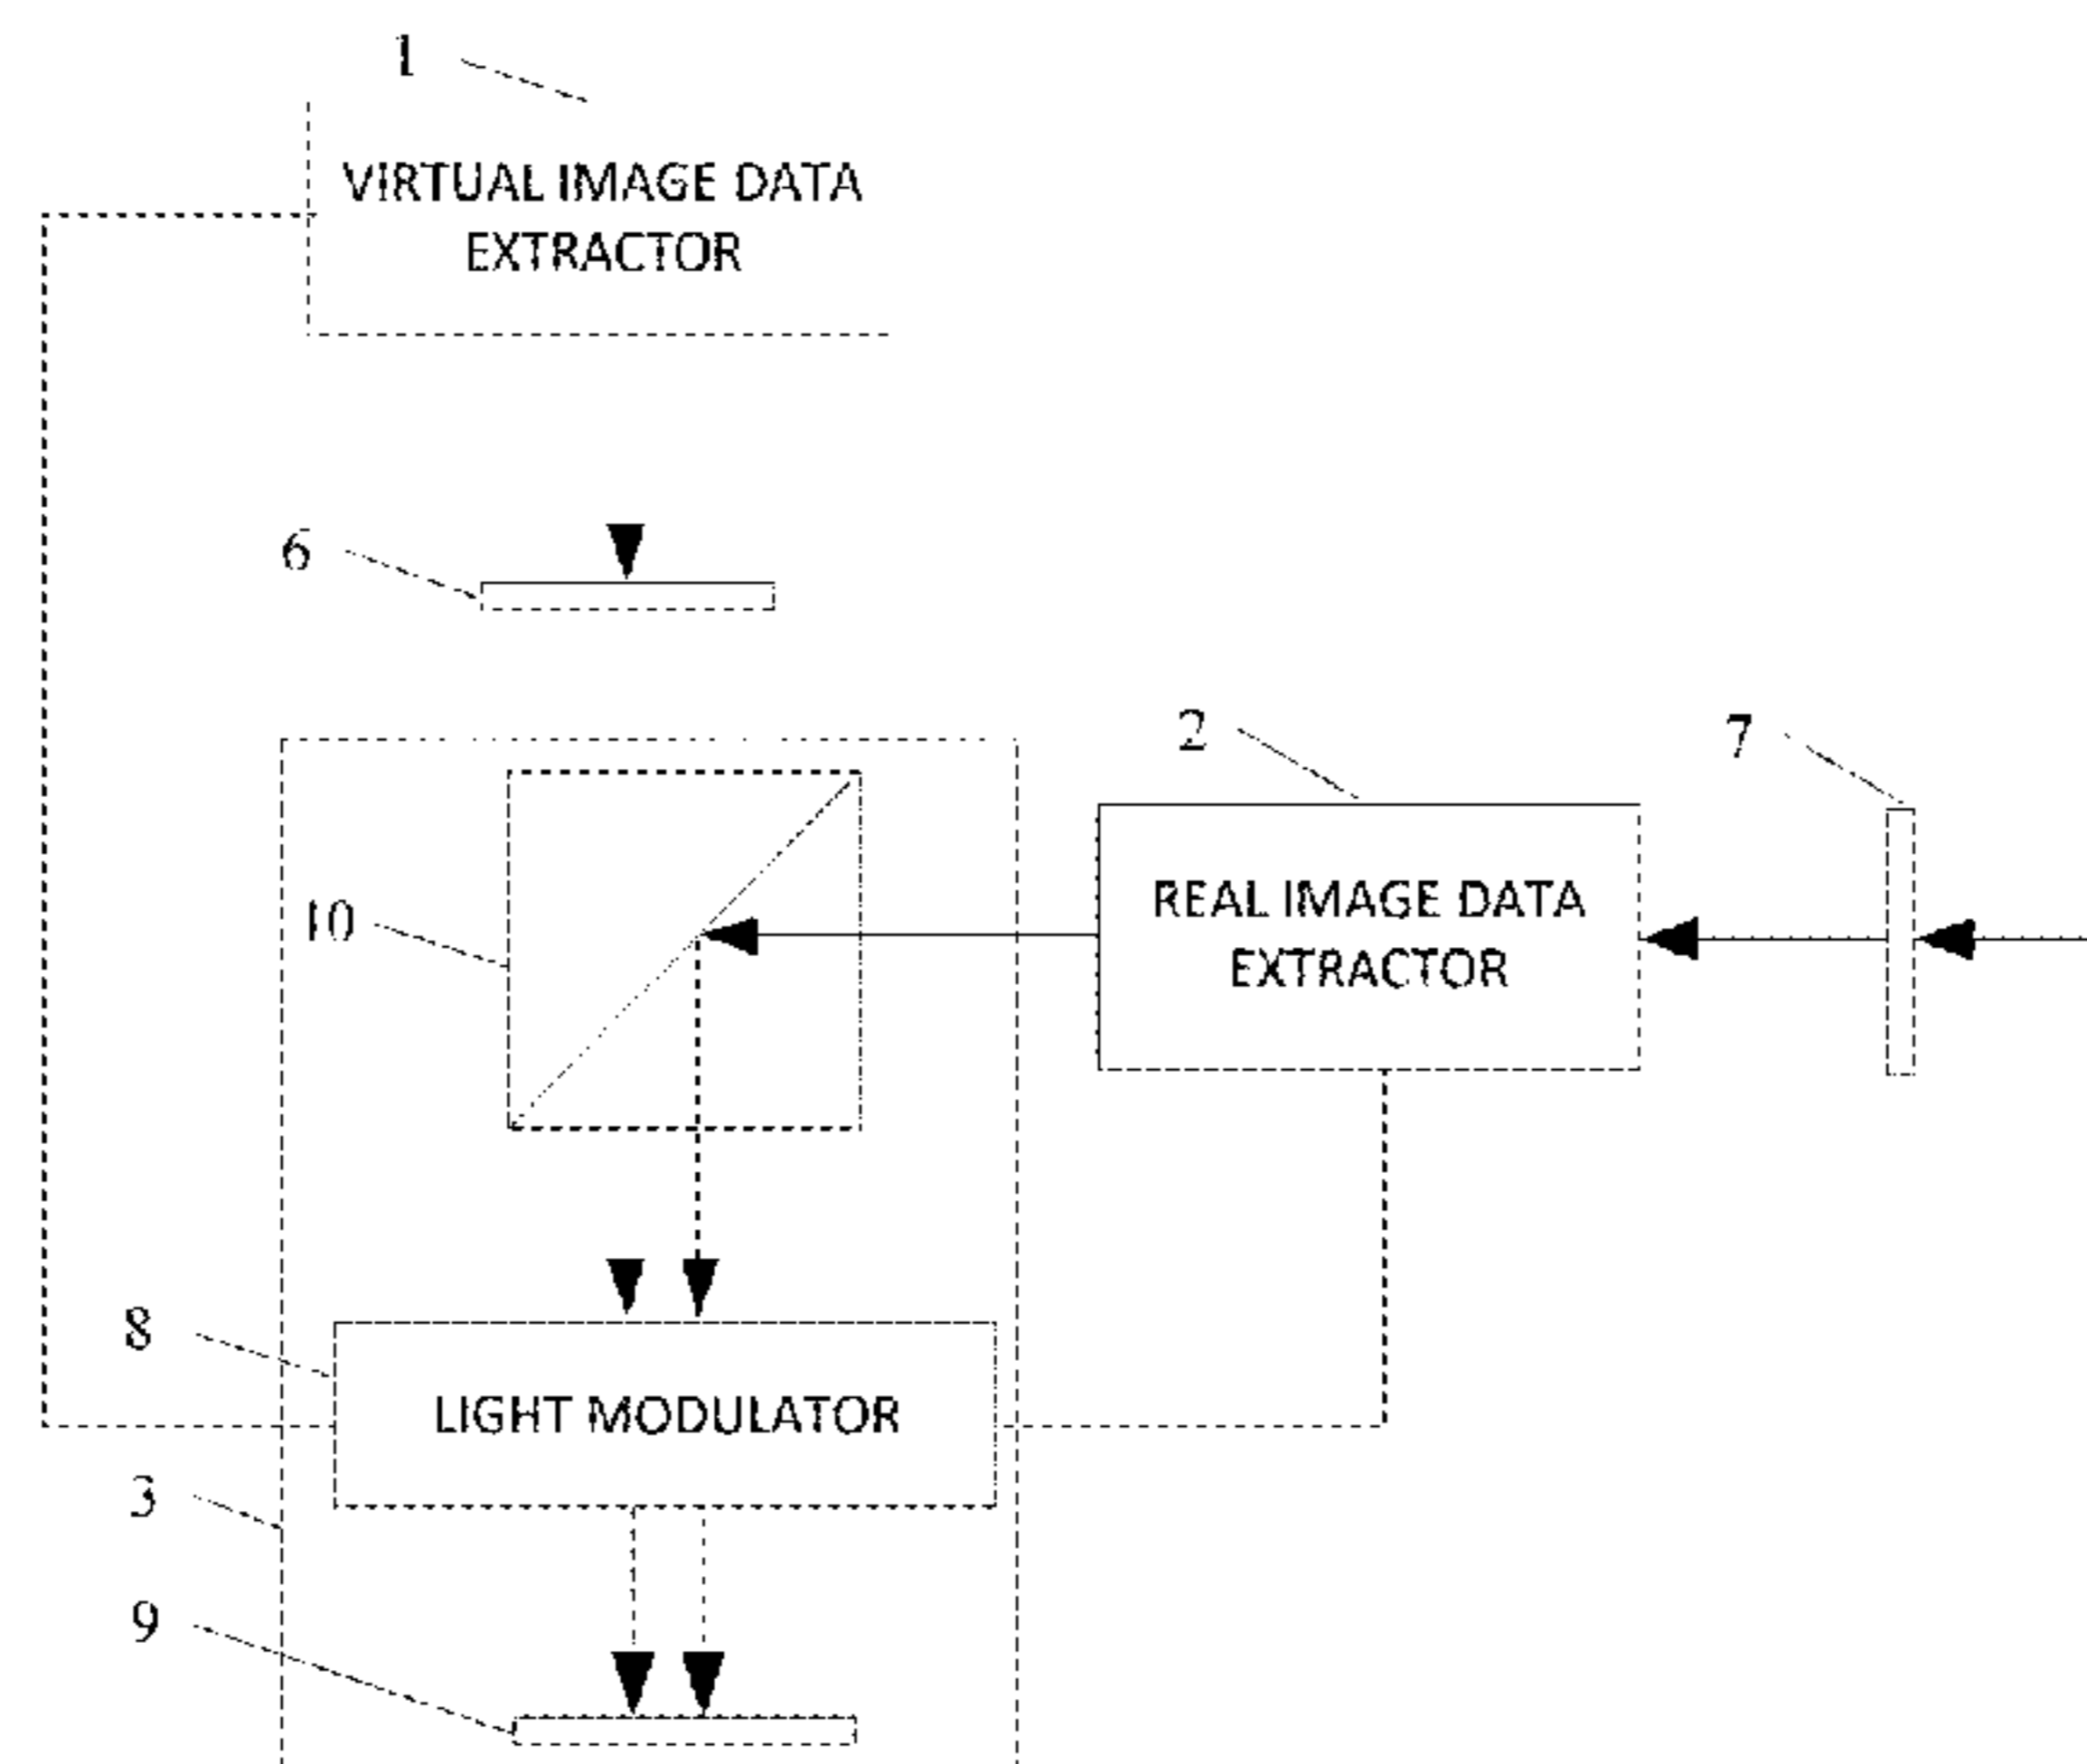 1
VIRTUAL IMAGE DATA
EXTRACTOR
6
2
7
10
REAL IMAGE DATA
EXTRACTOR
8
LIGHT MODULATOR
3
9